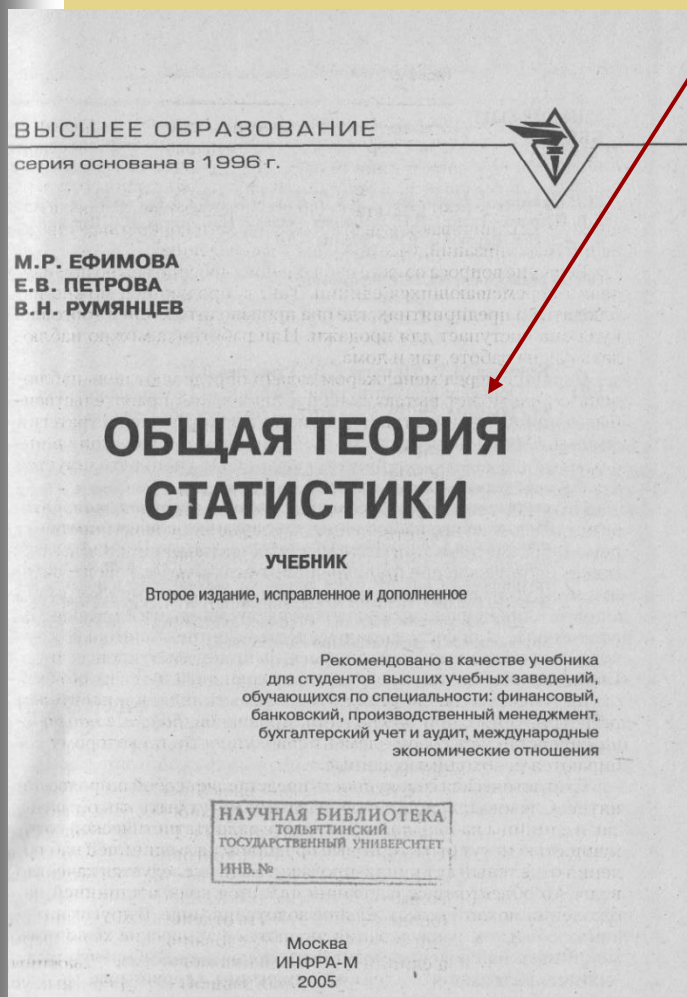 ВЫСШЕЕ ОБРАЗОВАНИЕ
серия основана в 1996 г.
М.Р. ЕФИМОВА
Е.В. ПЕТРОВА
В.Н. РУМЯНЦЕВ
ОБЩАЯ ТЕОРИЯ
СТАТИСТИКИ
УЧЕБНИК
Второе издание, исправленное и дополненное
Рекомендовано в качестве учебника
для студентов высших учебных заведений,
обучающихся по специальности: финансовый,
банковский, производственный менеджмент,
бухгалтерский учет и аудит, международные
экономические отношения
НАУЧНАЯ БИБЛИОТЕКА
ТОЛЬЯТТИНСКИЙ
ГОСУДАРСТВЕННЫЙ УНИВЕРСИТЕТ
ИНВ. №
Москва
ИНФРА-М
2005